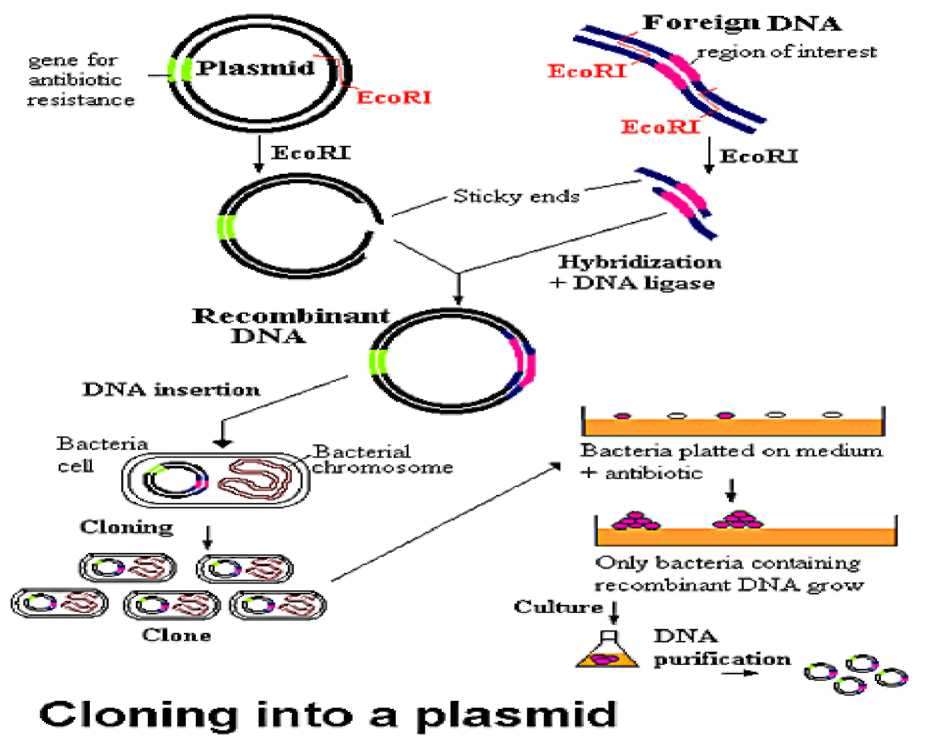 Foreign DNA
region of interest
EcoRI
EcoRI
EcoRI
gene for
antibiotic
resistance
Plasmid
EcoRI
EcoRI
Sticky ends
Hybridization
+ DNA ligase
Recombinant
DNA
DNA insertion
Bacteria
cell
Bacterial
chromosome
Cloning
Clone
Bacteria platted on medium
+ antibiotic
Only bacteria containing
recombinant DNA grow
Culture
DNA
purification
Cloning into a plasmid